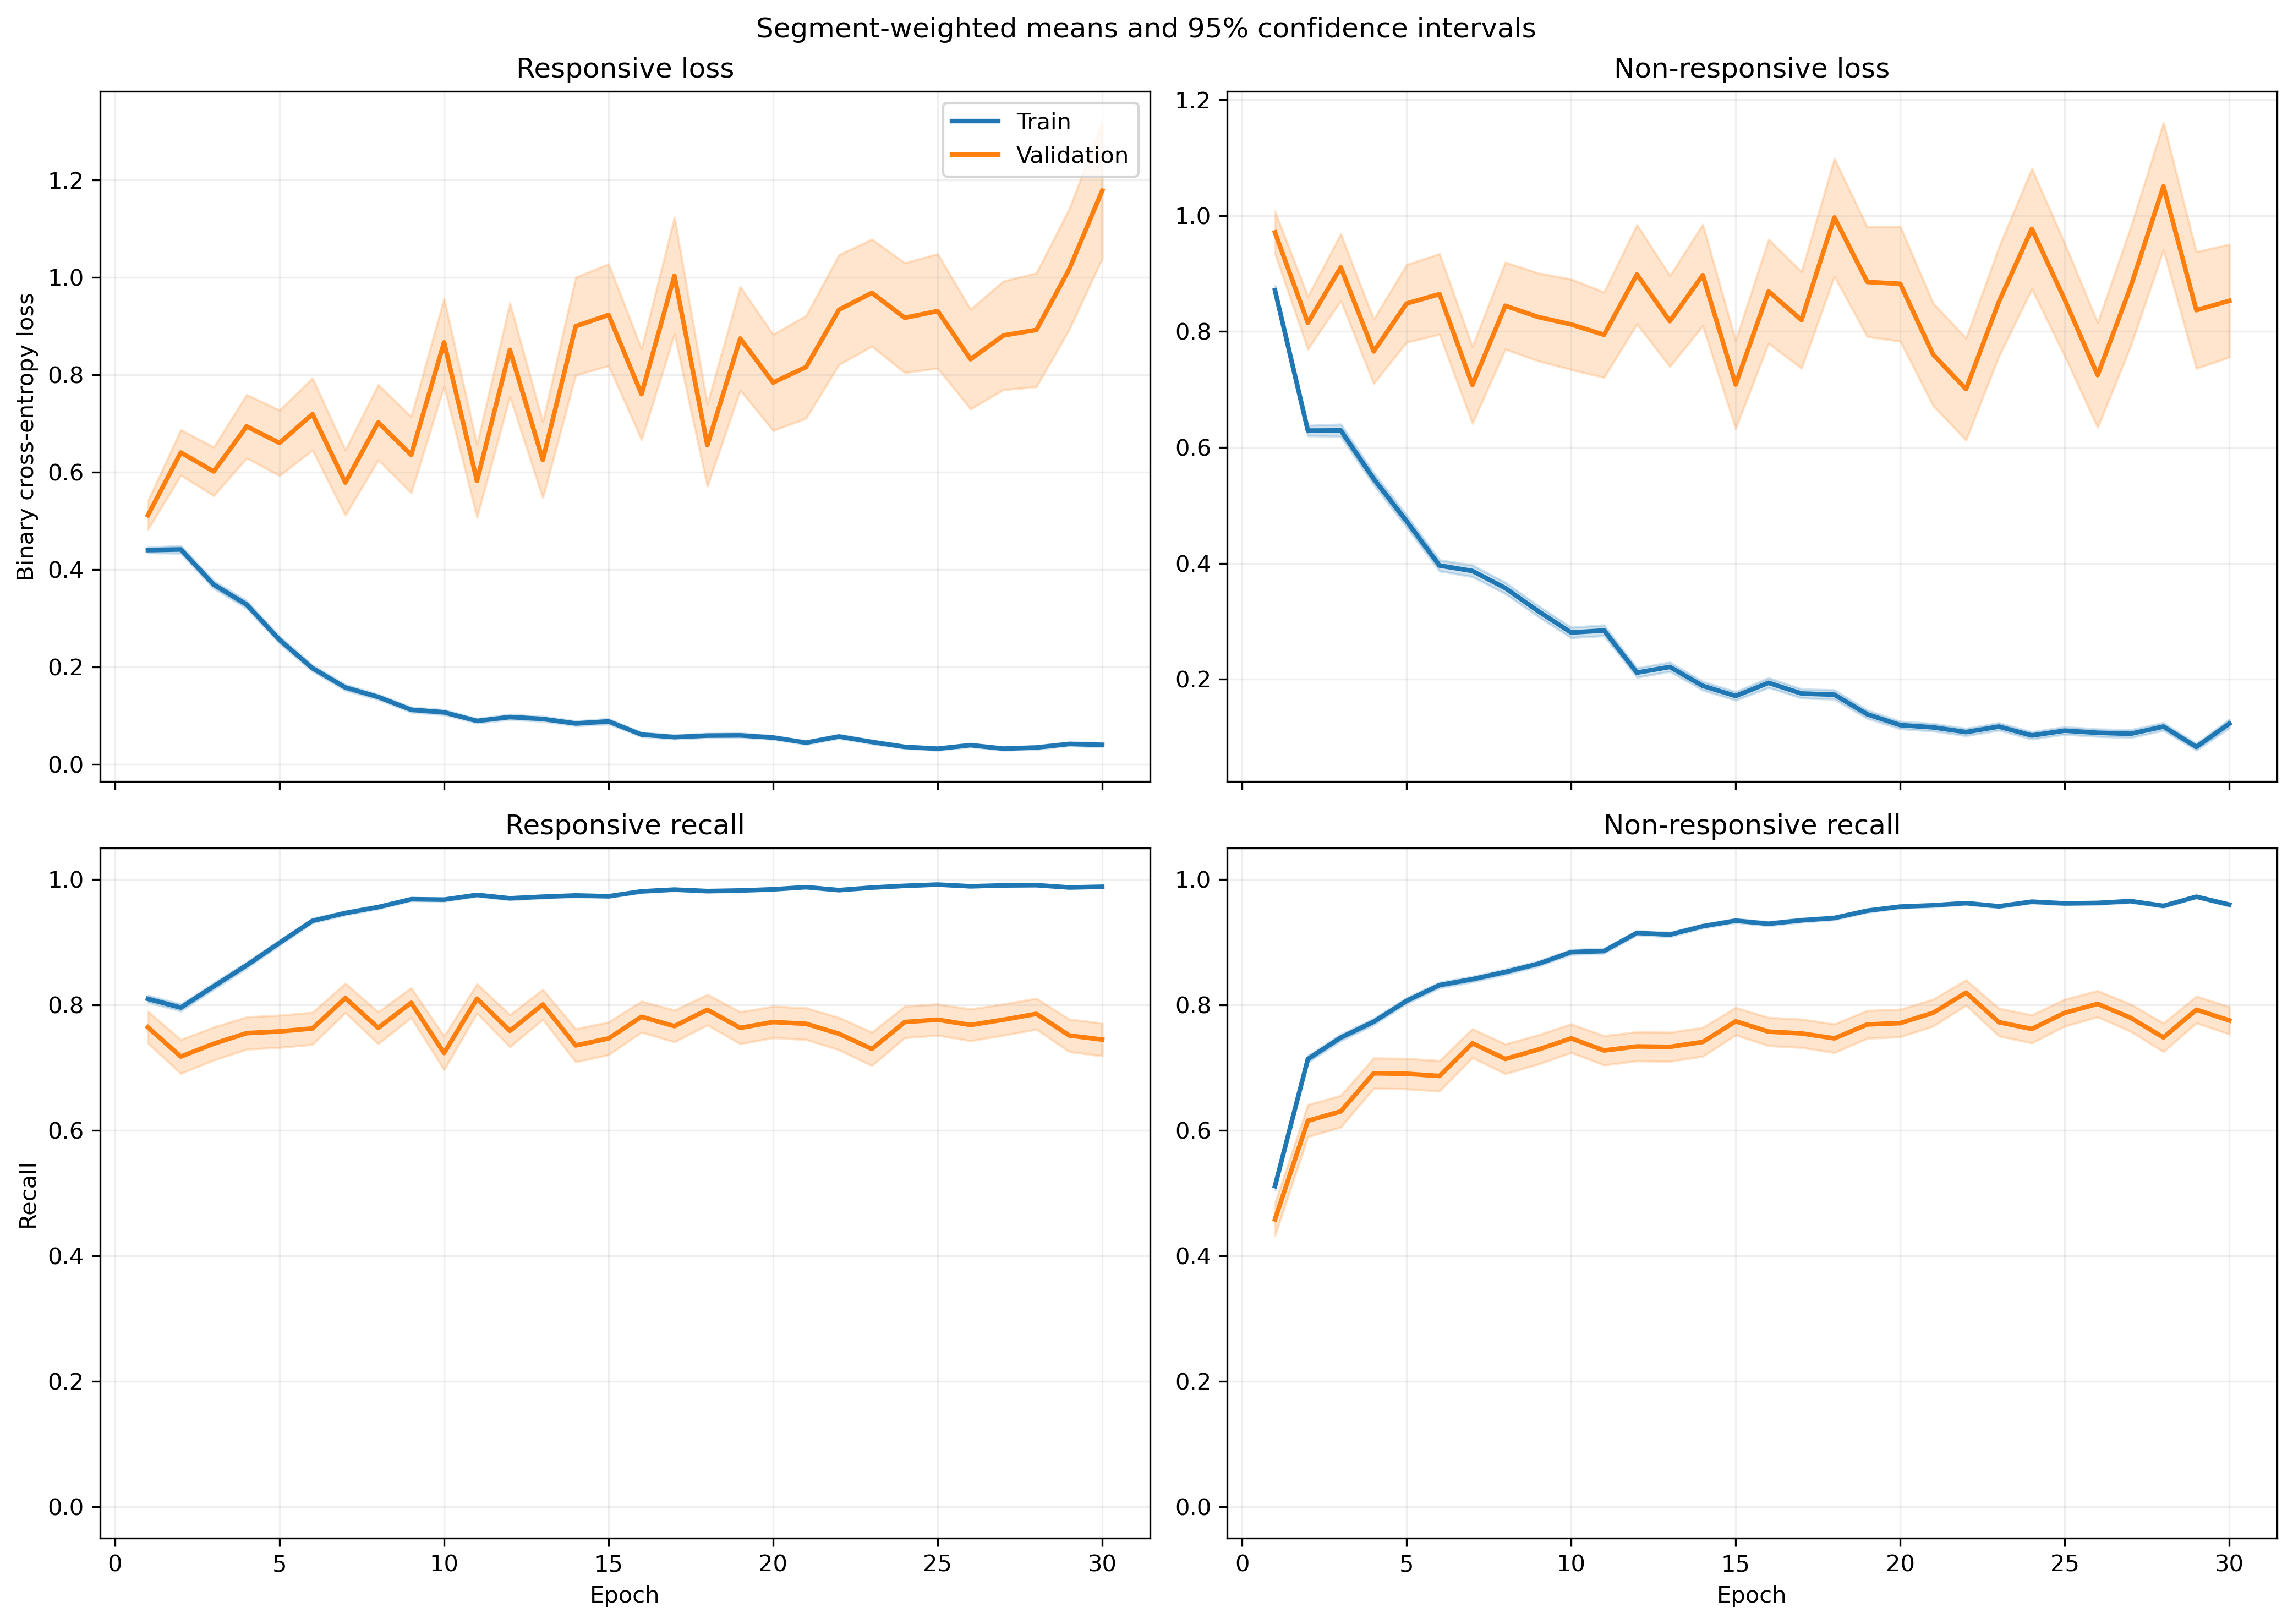 Segment-weighted means and 95% confidence intervals
Responsive loss
Non-responsive loss
Train
Validation
Binary cross-entropy loss
1.2
1.0
0.8
0.6
0.4
0.2
0.0
1.2
1.0
0.8
0.6
0.4
0.2
Responsive recall
Non-responsive recall
Recall
1.0
0.8
0.6
0.4
0.2
0.0
0 5 10 15 20 25 30
Epoch
1.0
0.8
0.6
0.4
0.2
0.0
0 5 10 15 20 25 30
Epoch